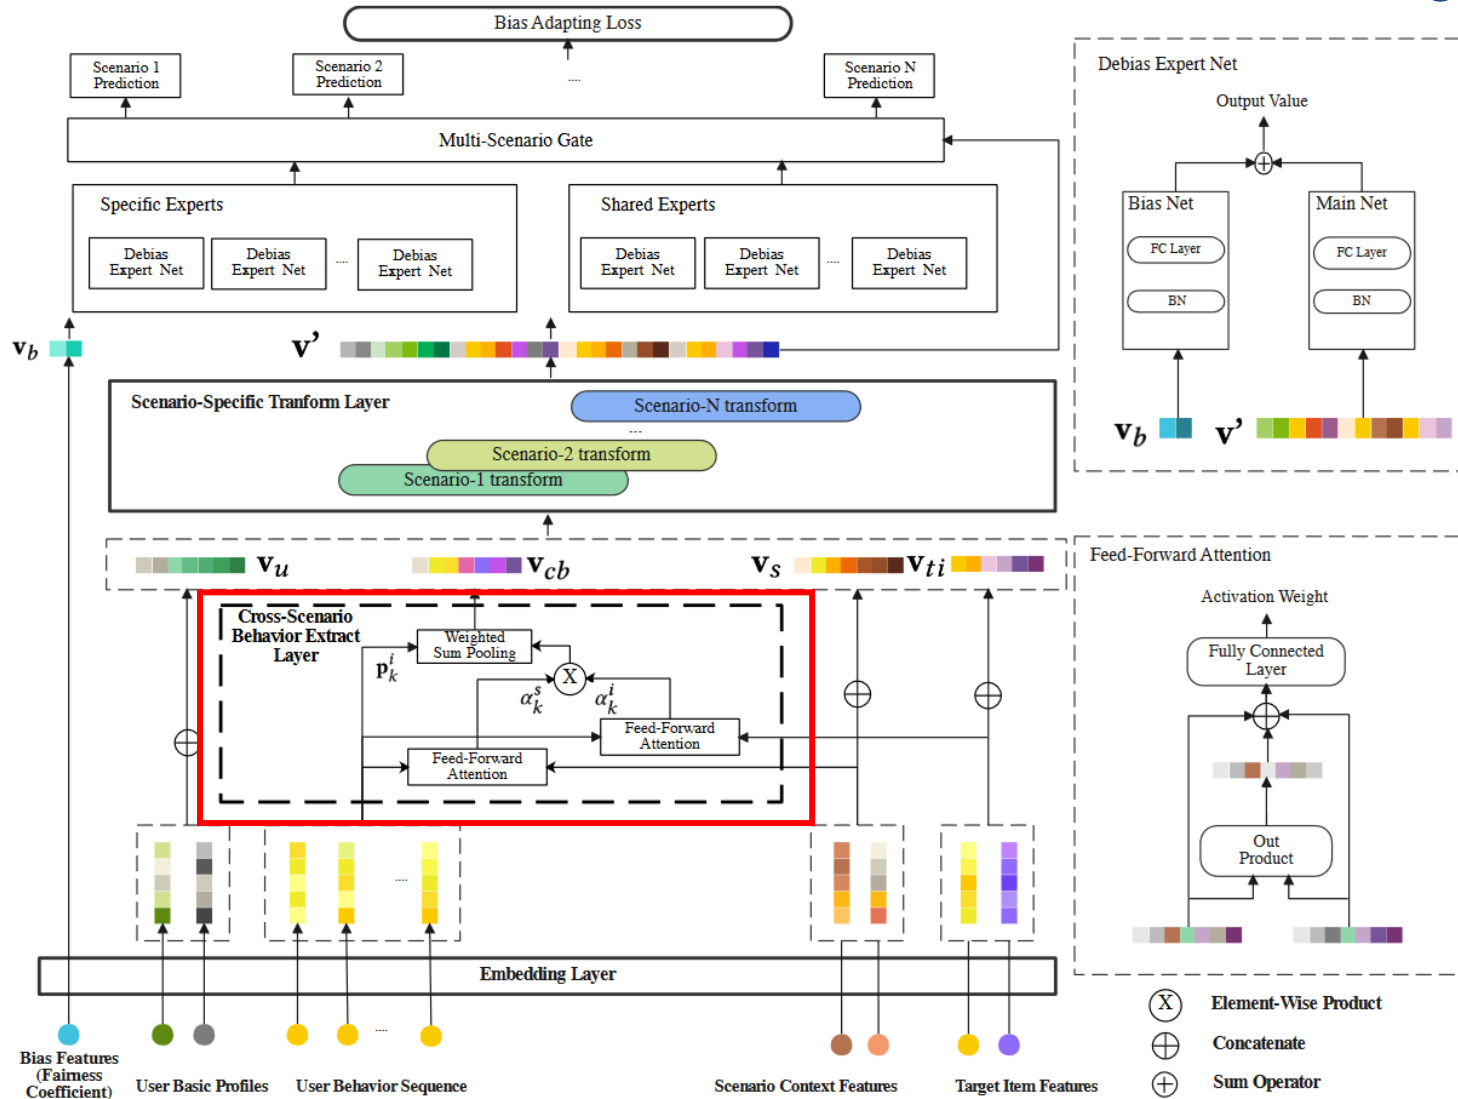 Bias Adapting Loss
Scenario 1
Prediction
Scenario 2
Prediction
....
Scenario N
Prediction
Multi-Scenario Gate
Specific Experts
Debias
Expert Net
Debias
Expert Net
....
Debias
Expert Net
Shared Experts
Debias
Expert Net
Debias
Expert Net
....
Debias
Expert Net
v_b
v'
Scenario-Specific Tranform Layer
Scenario-N transform
...
Scenario-2 transform
Scenario-1 transform
v_u
v_cb
v_s
v_ti
Cross-Scenario
Behavior Extract
Layer
Weighted
Sum Pooling
p_k^i
X
α_k^s
α_k^i
Feed-Forward
Attention
Feed-Forward
Attention
....
Embedding Layer
....
Bias Features
(Fairness
Coefficient)
User Basic Profiles
User Behavior Sequence
Scenario Context Features
Target Item Features
Debias Expert Net
Output Value
Bias Net
FC Layer
BN
Main Net
FC Layer
BN
v_b
v'
Feed-Forward Attention
Activation Weight
Fully Connected
Layer
Out
Product
X Element-Wise Product
Concatenate
Sum Operator